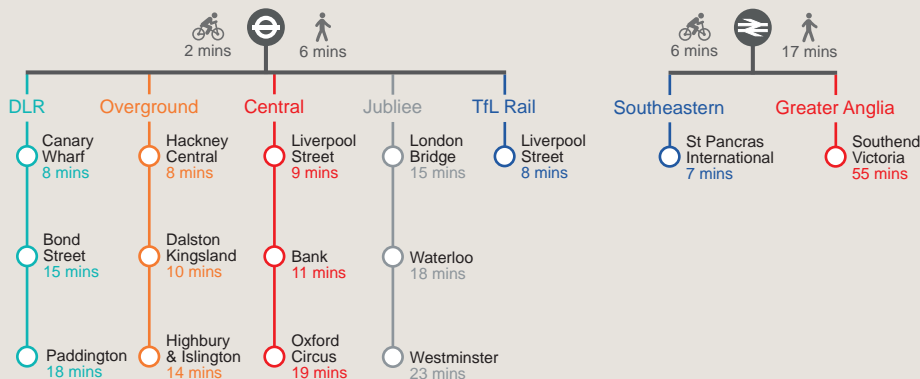 2 mins
6 mins
6 mins
17 mins
DLR
Overground
Central
Jubliee
TfL Rail
Southeastern
Greater Anglia
Canary
Wharf
8 mins
Bond
Street
15 mins
Paddington
18 mins
Hackney
Central
8 mins
Dalston
Kingsland
10 mins
Highbury
& Islington
14 mins
Liverpool
Street
9 mins
Bank
11 mins
Oxford
Circus
19 mins
London
Bridge
15 mins
Waterloo
18 mins
Westminster
23 mins
Liverpool
Street
8 mins
St Pancras
International
7 mins
Southend
Victoria
55 mins